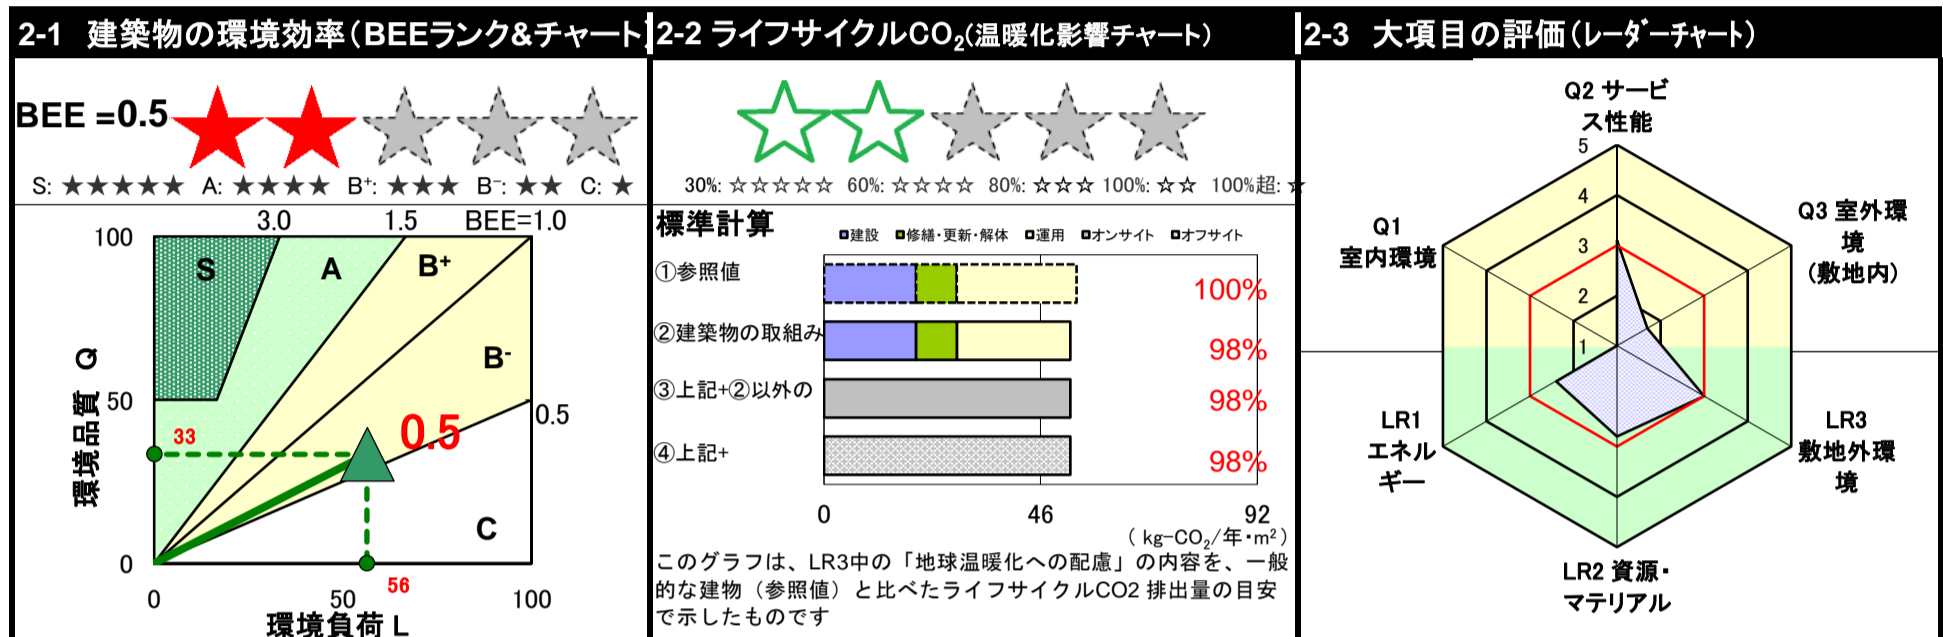 2-1 建築物の環境効率(BEEランク&チャート)
BEE =0.5
S: ★★★★★ A: ★★★★ B⁺: ★★★ B⁻: ★★ C: ★
3.0 1.5 BEE=1.0
100
S
A
B⁺
B⁻
50
0.5
0.5
33
環境品質 Q
C
0
56
0 50 100
環境負荷 L
2-2 ライフサイクルCO₂(温暖化影響チャート)
30%: ☆☆☆☆☆ 60%: ☆☆☆☆ 80%: ☆☆☆ 100%: ☆☆ 100%超: ☆
標準計算
■建設 ■修繕・更新・解体 □運用 ■オンサイト ■オフサイト
①参照値 100%
②建築物の取組み 98%
③上記+②以外の 98%
④上記+ 98%
0 46 92
( kg-CO₂/年・m² )
このグラフは、LR3中の「地球温暖化への配慮」の内容を、一般
的な建物(参照値)と比べたライフサイクルCO2 排出量の目安
で示したものです
2-3 大項目の評価(レーダーチャート)
Q2 サービ
ス性能
5
4
3
2
1
Q1
室内環境
Q3 室外環
境
(敷地内)
LR1
エネル
ギー
LR3
敷地外環
境
LR2 資源・
マテリアル